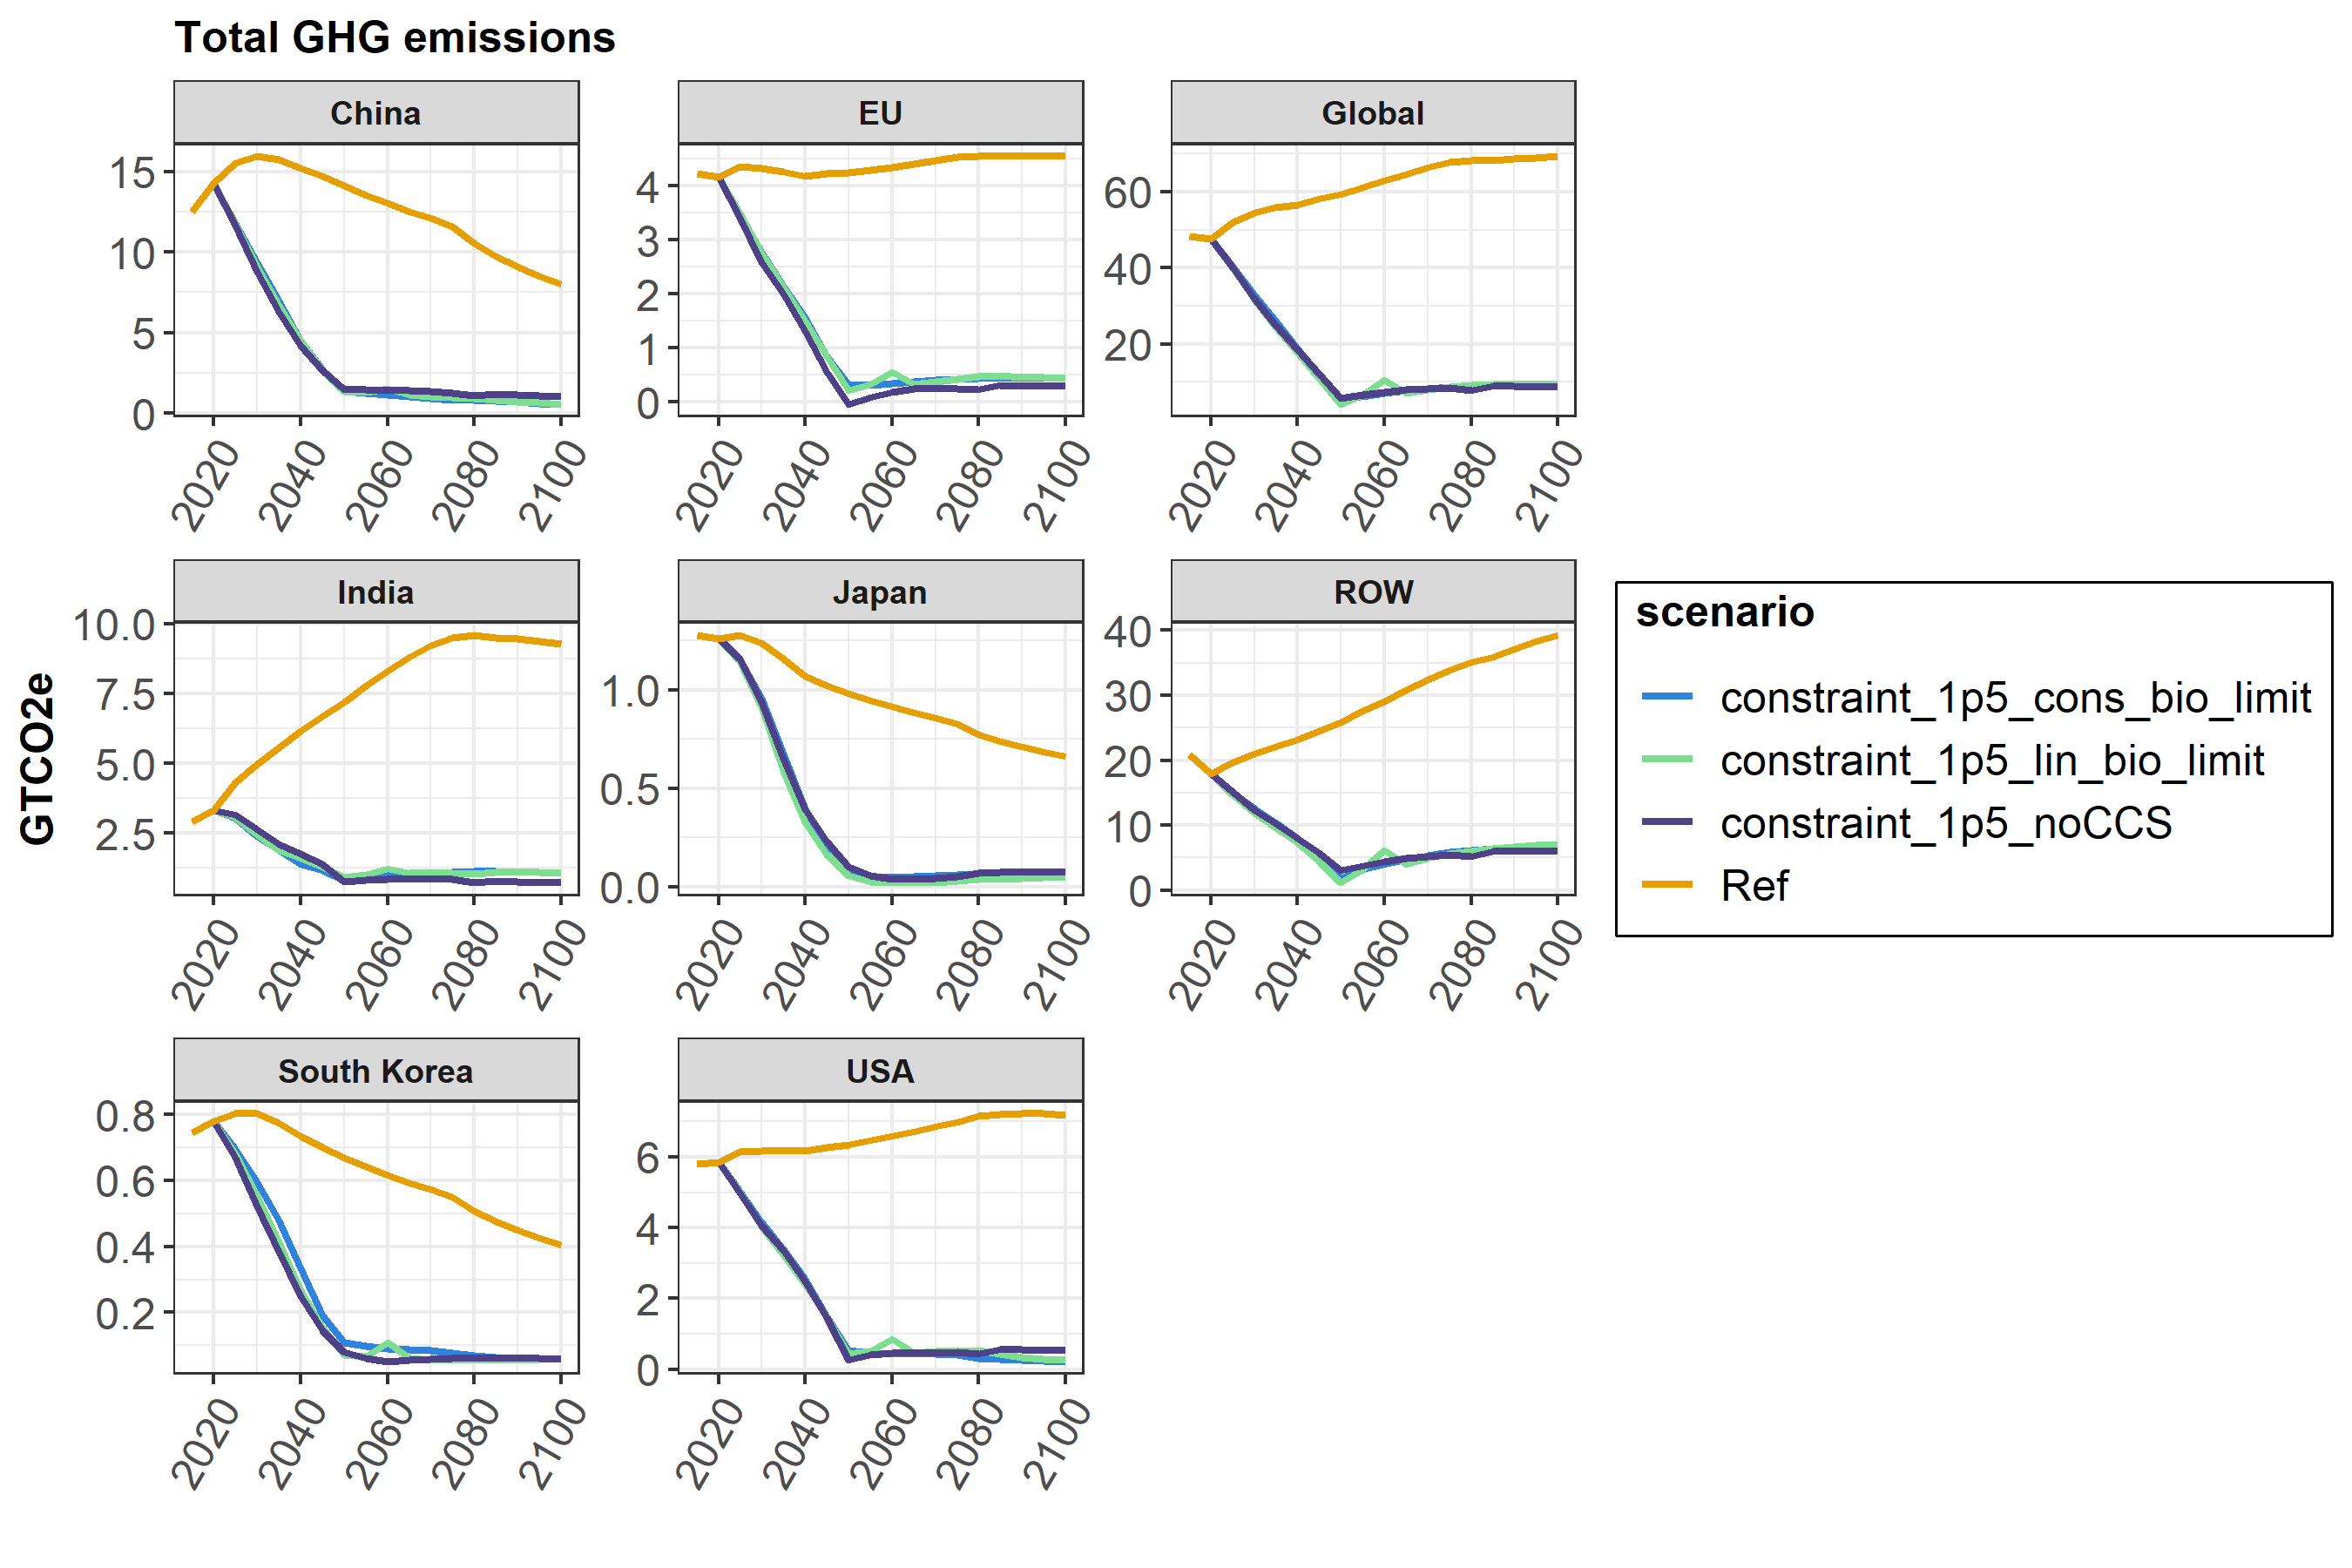 Total GHG emissions
China
EU
Global
15
10
5
0
4
3
2
1
0
60
40
20
2020 2040 2060 2080 2100
2020 2040 2060 2080 2100
2020 2040 2060 2080 2100
India
Japan
ROW
10.0
7.5
5.0
2.5
1.0
0.5
0.0
40
30
20
10
0
2020 2040 2060 2080 2100
2020 2040 2060 2080 2100
2020 2040 2060 2080 2100
GTCO2e
scenario
constraint_1p5_cons_bio_limit
constraint_1p5_lin_bio_limit
constraint_1p5_noCCS
Ref
South Korea
USA
0.8
0.6
0.4
0.2
6
4
2
0
2020 2040 2060 2080 2100
2020 2040 2060 2080 2100